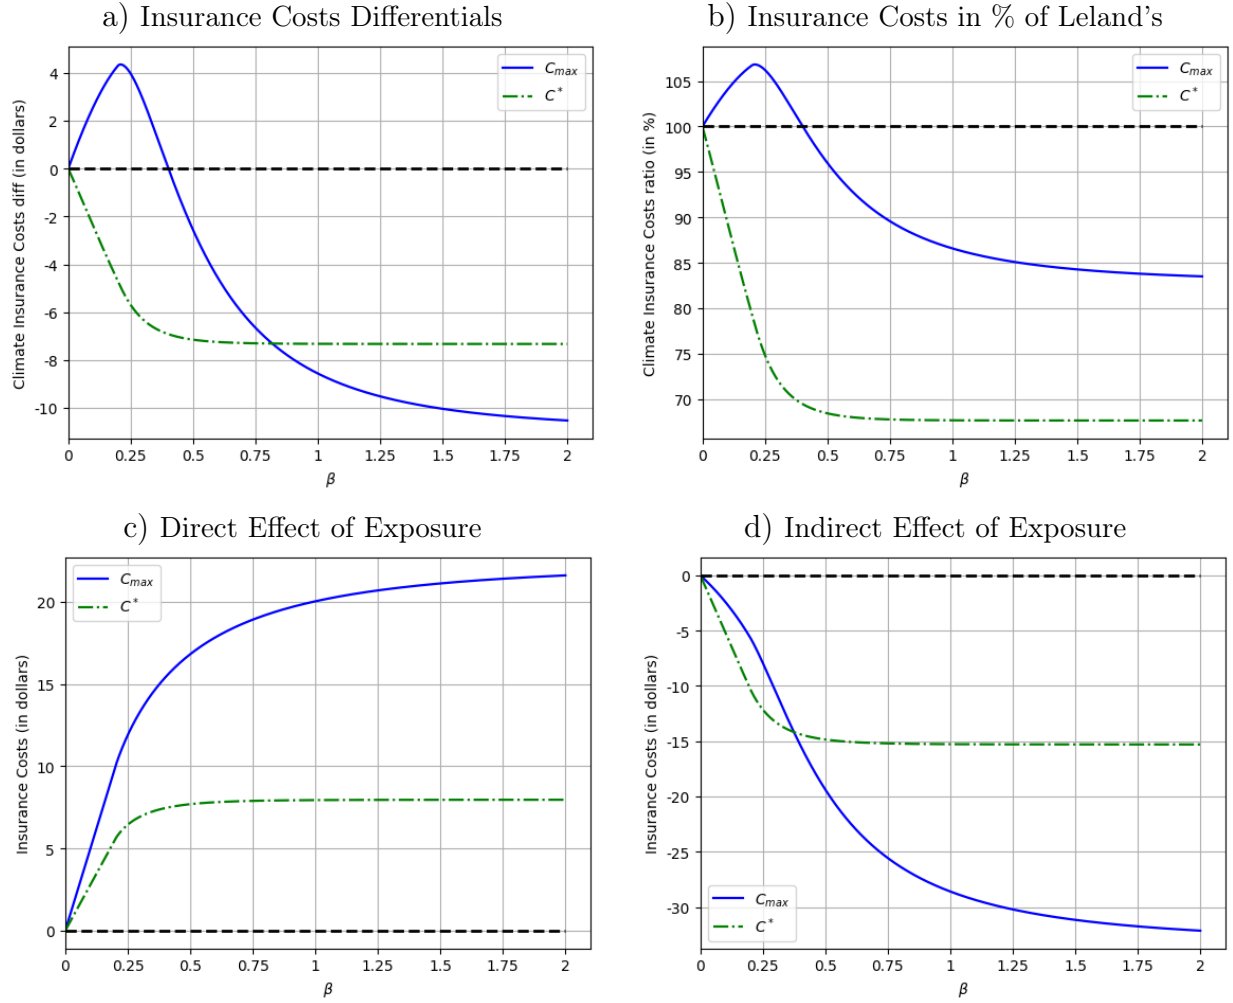 a) Insurance Costs Differentials
Climate Insurance Costs diff (in dollars)
4
2
0
-2
-4
-6
-8
-10
C_max
C*
0 0.25 0.5 0.75 1 1.25 1.5 1.75 2
β
b) Insurance Costs in % of Leland's
Climate Insurance Costs ratio (in %)
105
100
95
90
85
80
75
70
C_max
C*
0 0.25 0.5 0.75 1 1.25 1.5 1.75 2
β
c) Direct Effect of Exposure
Insurance Costs (in dollars)
20
15
10
5
0
C_max
C*
0 0.25 0.5 0.75 1 1.25 1.5 1.75 2
β
d) Indirect Effect of Exposure
Insurance Costs (in dollars)
0
-5
-10
-15
-20
-25
-30
C_max
C*
0 0.25 0.5 0.75 1 1.25 1.5 1.75 2
β